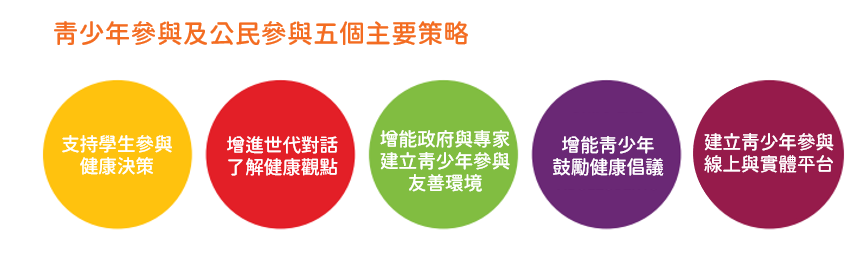 青少年參與及公民參與五個主要策略
支持學生參與
健康決策
增進世代對話
了解健康觀點
增能政府與專家
建立青少年參與
友善環境
增能青少年
鼓勵健康倡議
建立青少年參與
線上與實體平台